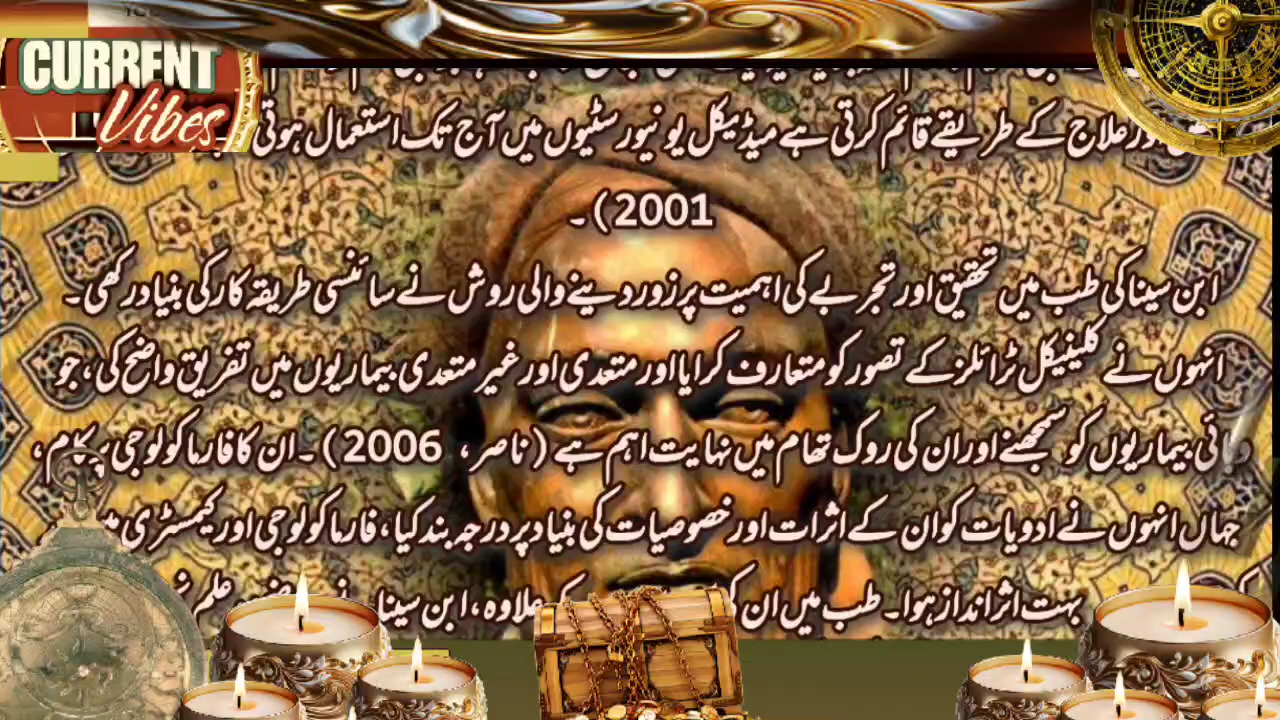 CURRENT
Vibes
علاج کے طریقے قائم کرتی ہے میڈیکل یونیورسٹیوں میں آج تک استعمال ہوتی
2001)۔
ابن سینا کی طب میں تحقیق اور تجربے کی اہمیت پر زور دینے والی روش نے سائنسی طریقہ کار کی بنیاد رکھی۔
انہوں نے کلینیکل ٹرائلز کے تصور کو متعارف کرایا اور متعدی اور غیر متعدی بیماریوں میں تفریق واضح کی، جو
بیماریوں کو سمجھنے اور ان کی روک تھام میں نہایت اہم ہے (ناصر، 2006)۔ ان کا فارماکولوجی پر کام،
جہاں انہوں نے ادویات کو ان کے اثرات اور خصوصیات کی بنیاد پر درجہ بند کیا، فارماکولوجی اور کیمسٹری
بہت اثر انداز ہوا۔ طب میں ان کی علاوہ، ابن سینا